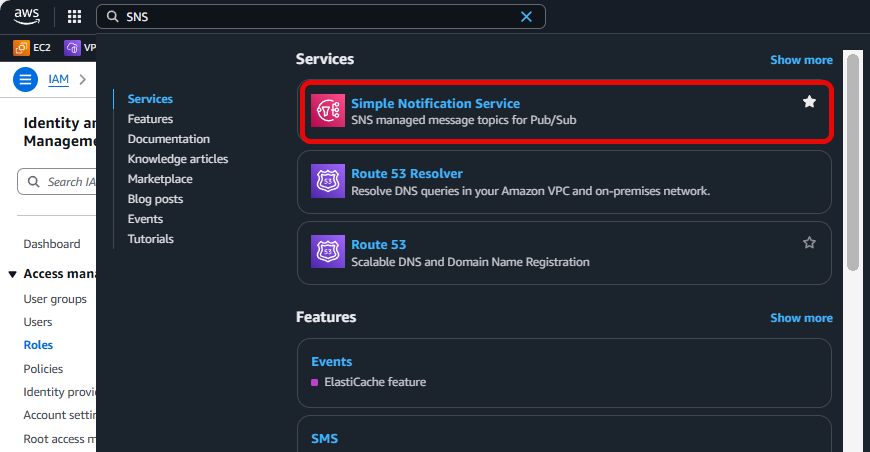 aws
SNS
EC2
VP
IAM
Identity an
Manageme
Search IA
Dashboard
Access mana
User groups
Users
Roles
Policies
Identity provi
Account settin
Root access m
Services
Features
Documentation
Knowledge articles
Marketplace
Blog posts
Events
Tutorials
Services
Show more
Simple Notification Service
SNS managed message topics for Pub/Sub
53
Route 53 Resolver
Resolve DNS queries in your Amazon VPC and on-premises network.
53
Route 53
Scalable DNS and Domain Name Registration
Features
Show more
Events
ElastiCache feature
SMS